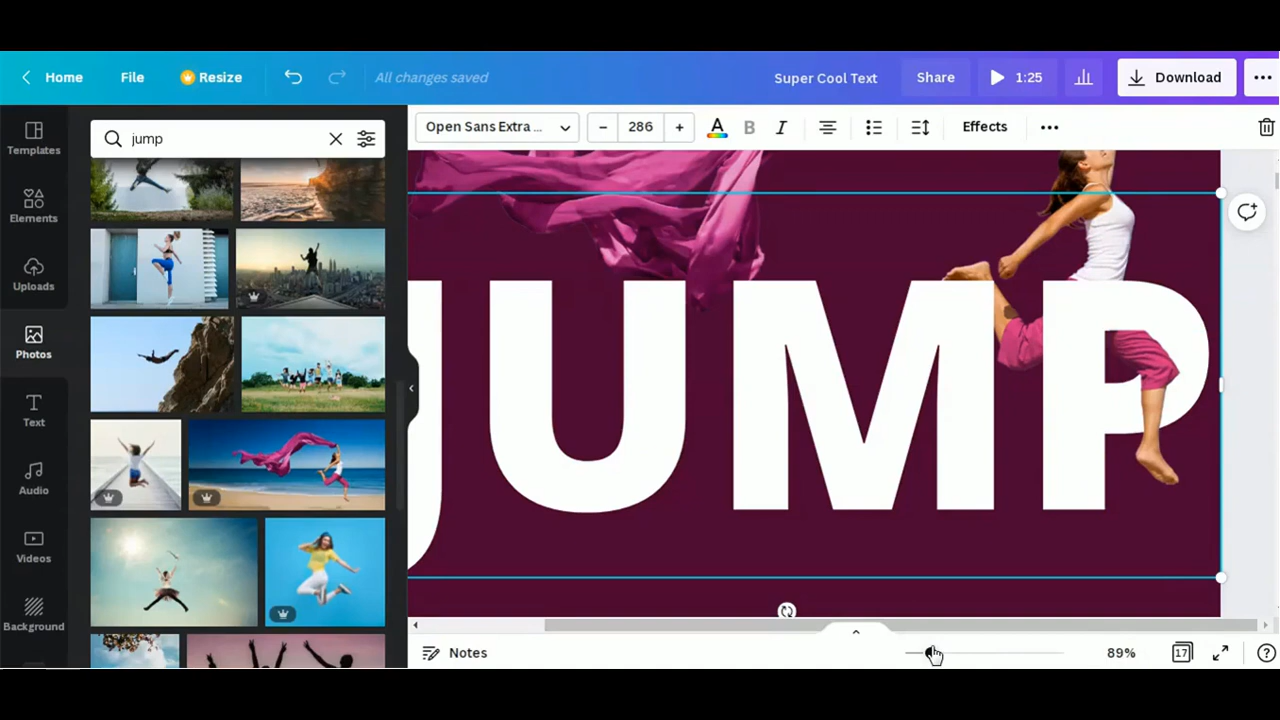 Home File Resize All changes saved Super Cool Text Share 1:25 Download
Templates
Elements
Uploads
Photos
Text
Audio
Videos
Background
jump
Open Sans Extra ... 286 A B I Effects
JUMP
Notes 89% 17 ?